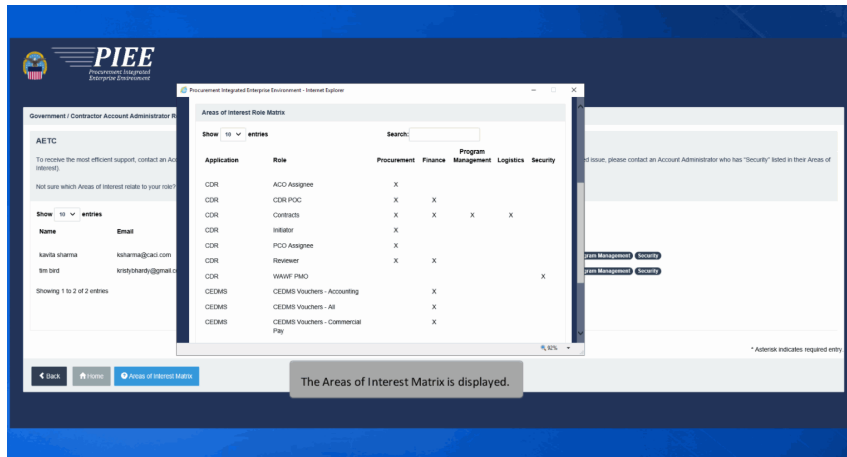 PIEE
Procurement Integrated
Enterprise Environment
Procurement Integrated Enterprise Environment - Internet Explorer
Government / Contractor Account Administrator R
AETC
To receive the most efficient support, contact an Acc
ed issue, please contact an Account Administrator who has "Security" listed in their Areas of
Interest).
Not sure which Areas of Interest relate to your role?
Show 10 entries
Name Email
kavita sharma ksharma@caci.com
gram Management Security
tim bird kristybhardy@gmail.c
gram Management Security
Showing 1 to 2 of 2 entries
Areas of Interest Role Matrix
Show 10 entries Search:
Application Role Procurement Finance Program Management Logistics Security
CDR ACO Assignee X
CDR CDR POC X X
CDR Contracts X X X X
CDR Initiator X
CDR PCO Assignee X
CDR Reviewer X X
CDR WAWF PMO X
CEDMS CEDMS Vouchers - Accounting X
CEDMS CEDMS Vouchers - All X
CEDMS CEDMS Vouchers - Commercial X
Pay
92%
* Asterisk indicates required entry.
Back Home Areas of Interest Matrix
The Areas of Interest Matrix is displayed.